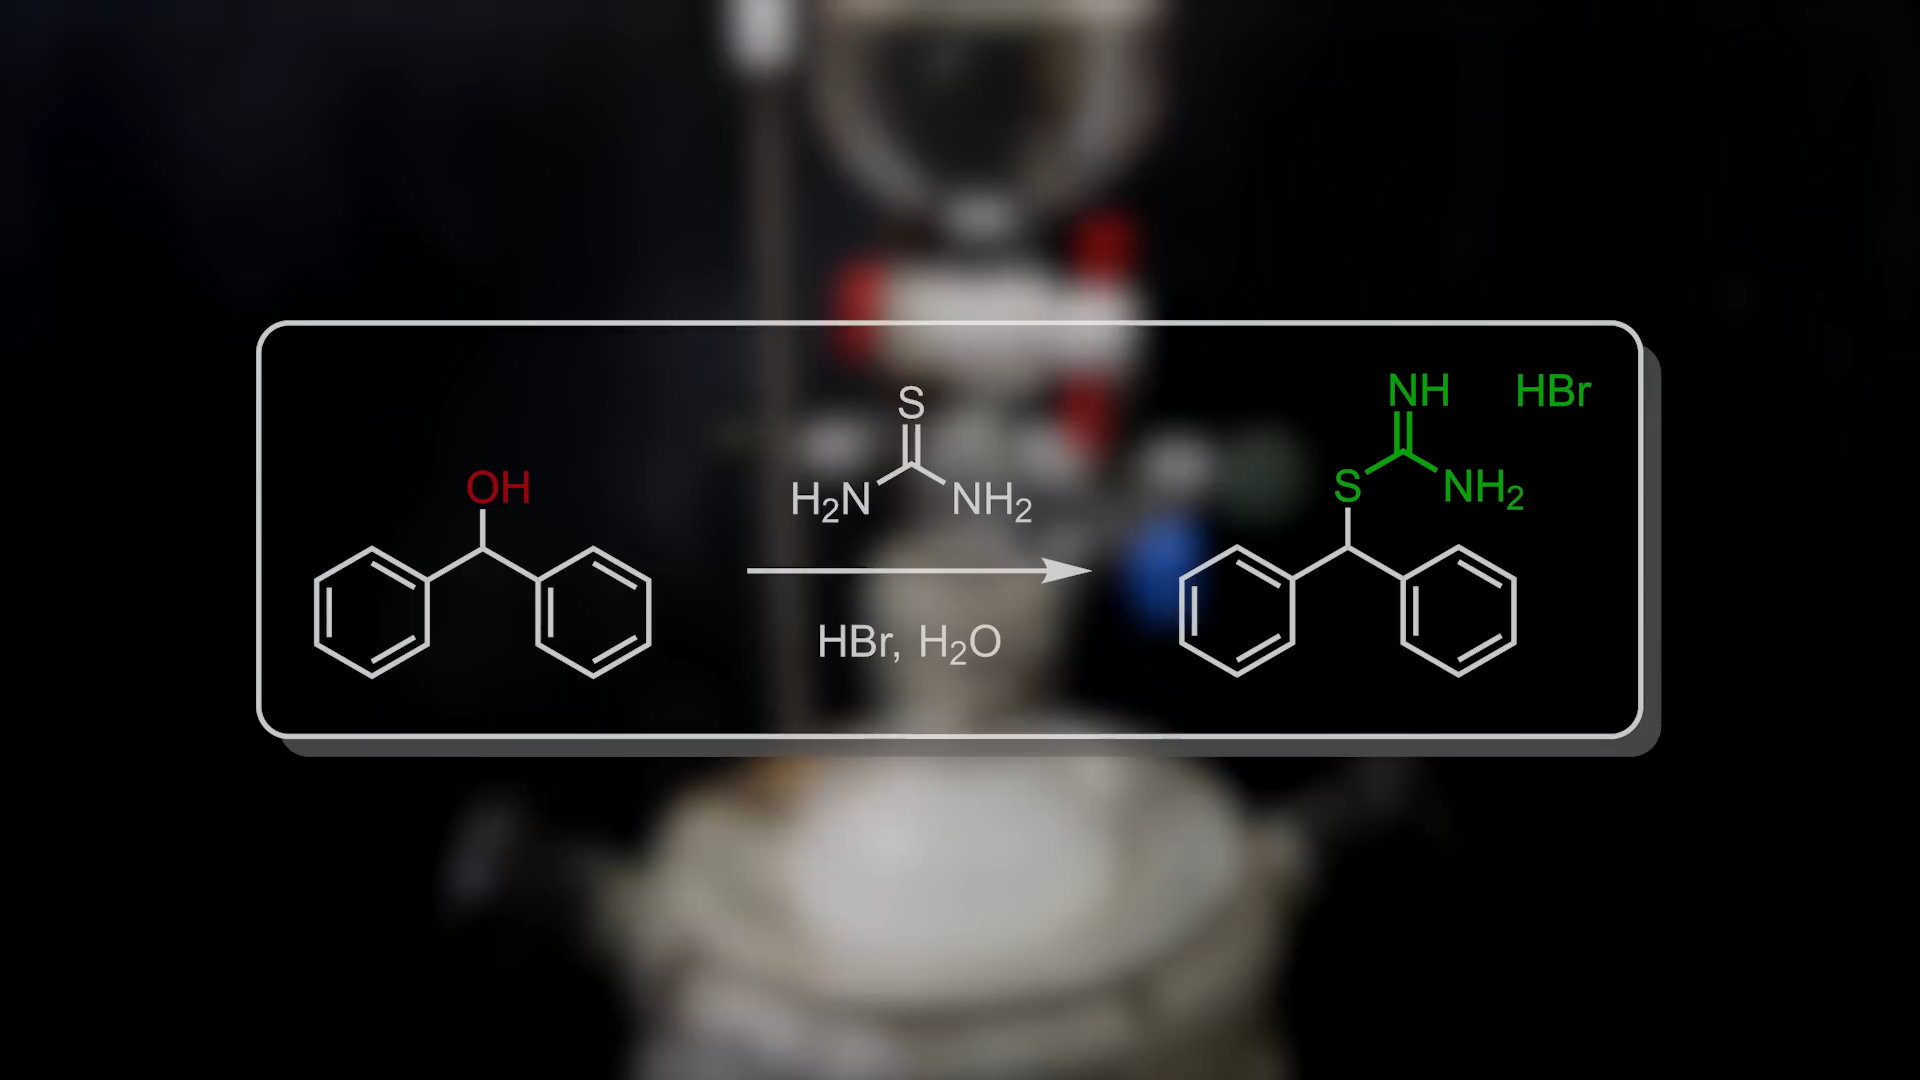 OH
S
H₂N NH₂
HBr, H₂O
NH HBr
S NH₂